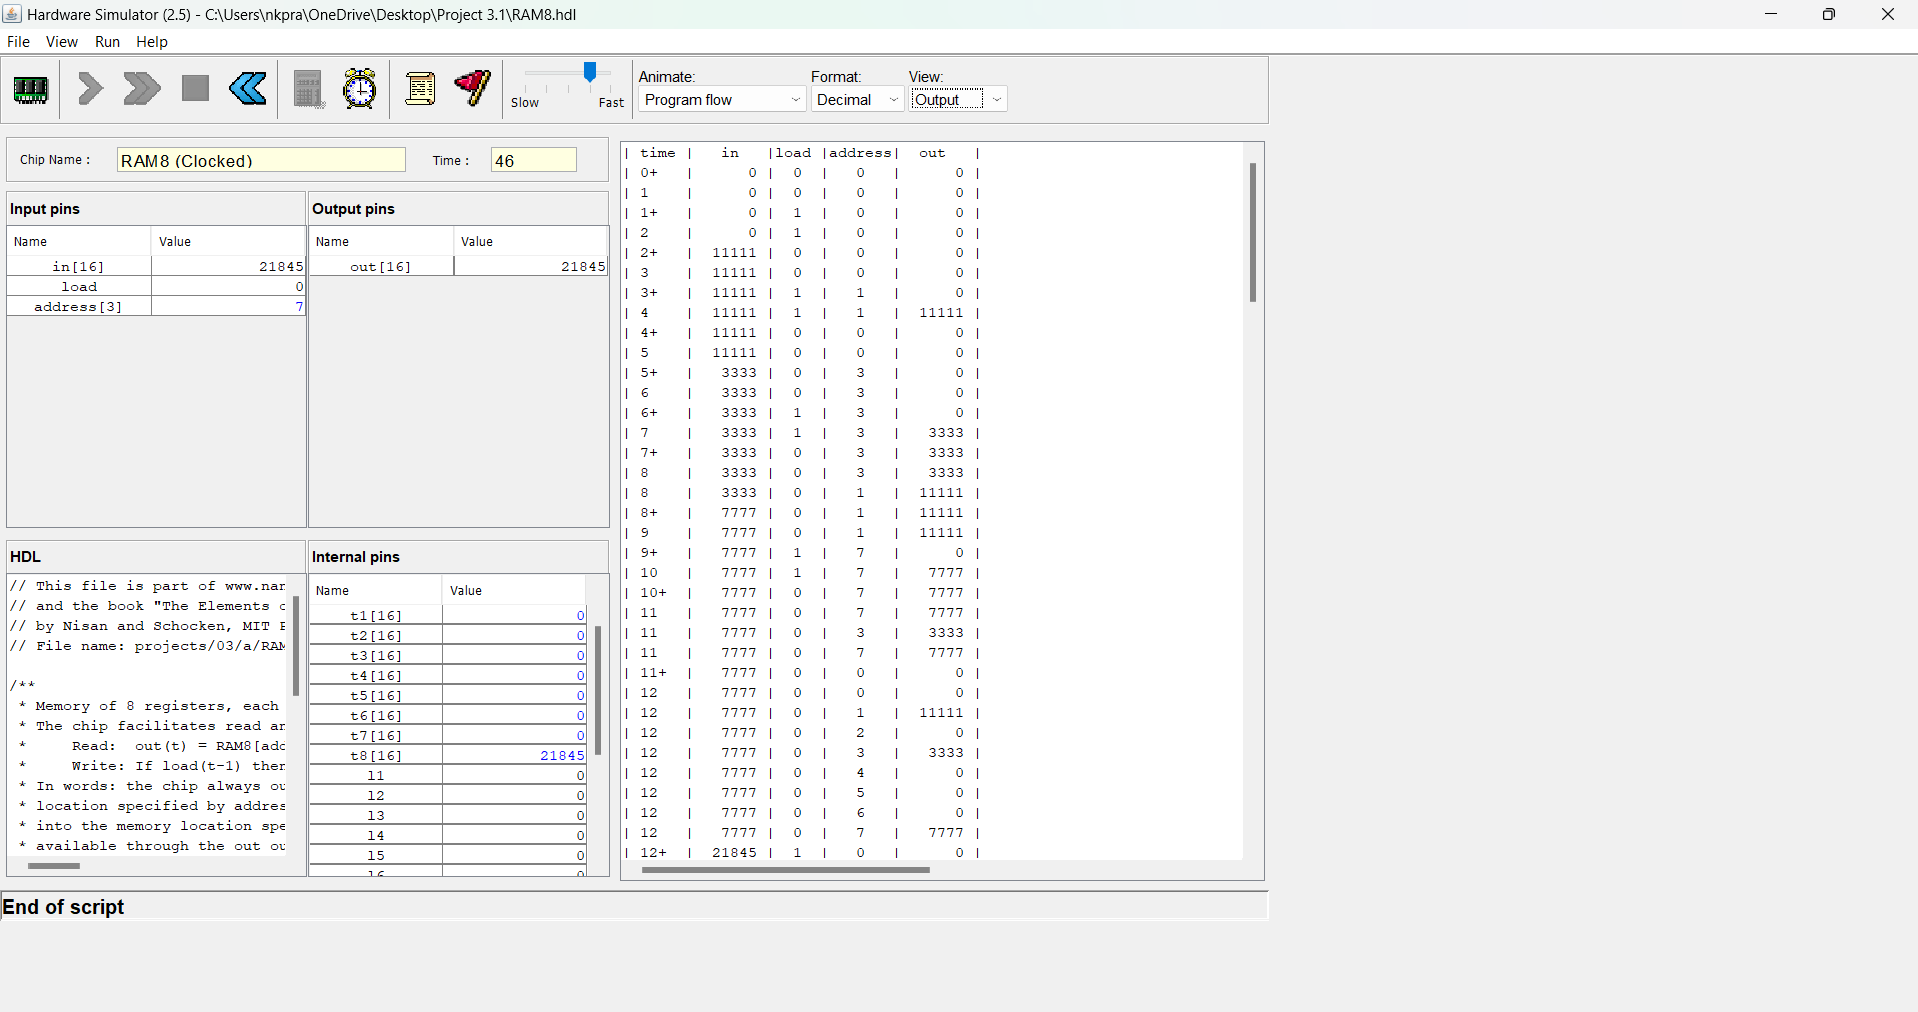 Hardware Simulator (2.5) - C:\Users\nkpra\OneDrive\Desktop\Project 3.1\RAM8.hdl
File View Run Help
Slow Fast
Animate: Format: View:
Program flow Decimal Output
Chip Name : RAM8 (Clocked) Time : 46
Input pins
Name Value
in[16] 21845
load 0
address[3] 7
Output pins
Name Value
out[16] 21845
HDL
// This file is part of www.nan
// and the book "The Elements o
// by Nisan and Schocken, MIT P
// File name: projects/03/a/RAM
/**
* Memory of 8 registers, each
* The chip facilitates read an
* Read: out(t) = RAM8[add
* Write: If load(t-1) then
* In words: the chip always ou
* location specified by addres
* into the memory location spe
* available through the out ou
Internal pins
Name Value
t1[16] 0
t2[16] 0
t3[16] 0
t4[16] 0
t5[16] 0
t6[16] 0
t7[16] 0
t8[16] 21845
l1 0
l2 0
l3 0
l4 0
l5 0
l6 0
| time | in |load |address| out |
| 0+ | 0 | 0 | 0 | 0 |
| 1 | 0 | 0 | 0 | 0 |
| 1+ | 0 | 1 | 0 | 0 |
| 2 | 0 | 1 | 0 | 0 |
| 2+ | 11111 | 0 | 0 | 0 |
| 3 | 11111 | 0 | 0 | 0 |
| 3+ | 11111 | 1 | 1 | 0 |
| 4 | 11111 | 1 | 1 | 11111 |
| 4+ | 11111 | 0 | 0 | 0 |
| 5 | 11111 | 0 | 0 | 0 |
| 5+ | 3333 | 0 | 3 | 0 |
| 6 | 3333 | 0 | 3 | 0 |
| 6+ | 3333 | 1 | 3 | 0 |
| 7 | 3333 | 1 | 3 | 3333 |
| 7+ | 3333 | 0 | 3 | 3333 |
| 8 | 3333 | 0 | 3 | 3333 |
| 8 | 3333 | 0 | 1 | 11111 |
| 8+ | 7777 | 0 | 1 | 11111 |
| 9 | 7777 | 0 | 1 | 11111 |
| 9+ | 7777 | 1 | 7 | 0 |
| 10 | 7777 | 1 | 7 | 7777 |
| 10+ | 7777 | 0 | 7 | 7777 |
| 11 | 7777 | 0 | 7 | 7777 |
| 11 | 7777 | 0 | 3 | 3333 |
| 11 | 7777 | 0 | 7 | 7777 |
| 11+ | 7777 | 0 | 0 | 0 |
| 12 | 7777 | 0 | 0 | 0 |
| 12 | 7777 | 0 | 1 | 11111 |
| 12 | 7777 | 0 | 2 | 0 |
| 12 | 7777 | 0 | 3 | 3333 |
| 12 | 7777 | 0 | 4 | 0 |
| 12 | 7777 | 0 | 5 | 0 |
| 12 | 7777 | 0 | 6 | 0 |
| 12 | 7777 | 0 | 7 | 7777 |
| 12+ | 21845 | 1 | 0 | 0 |
End of script